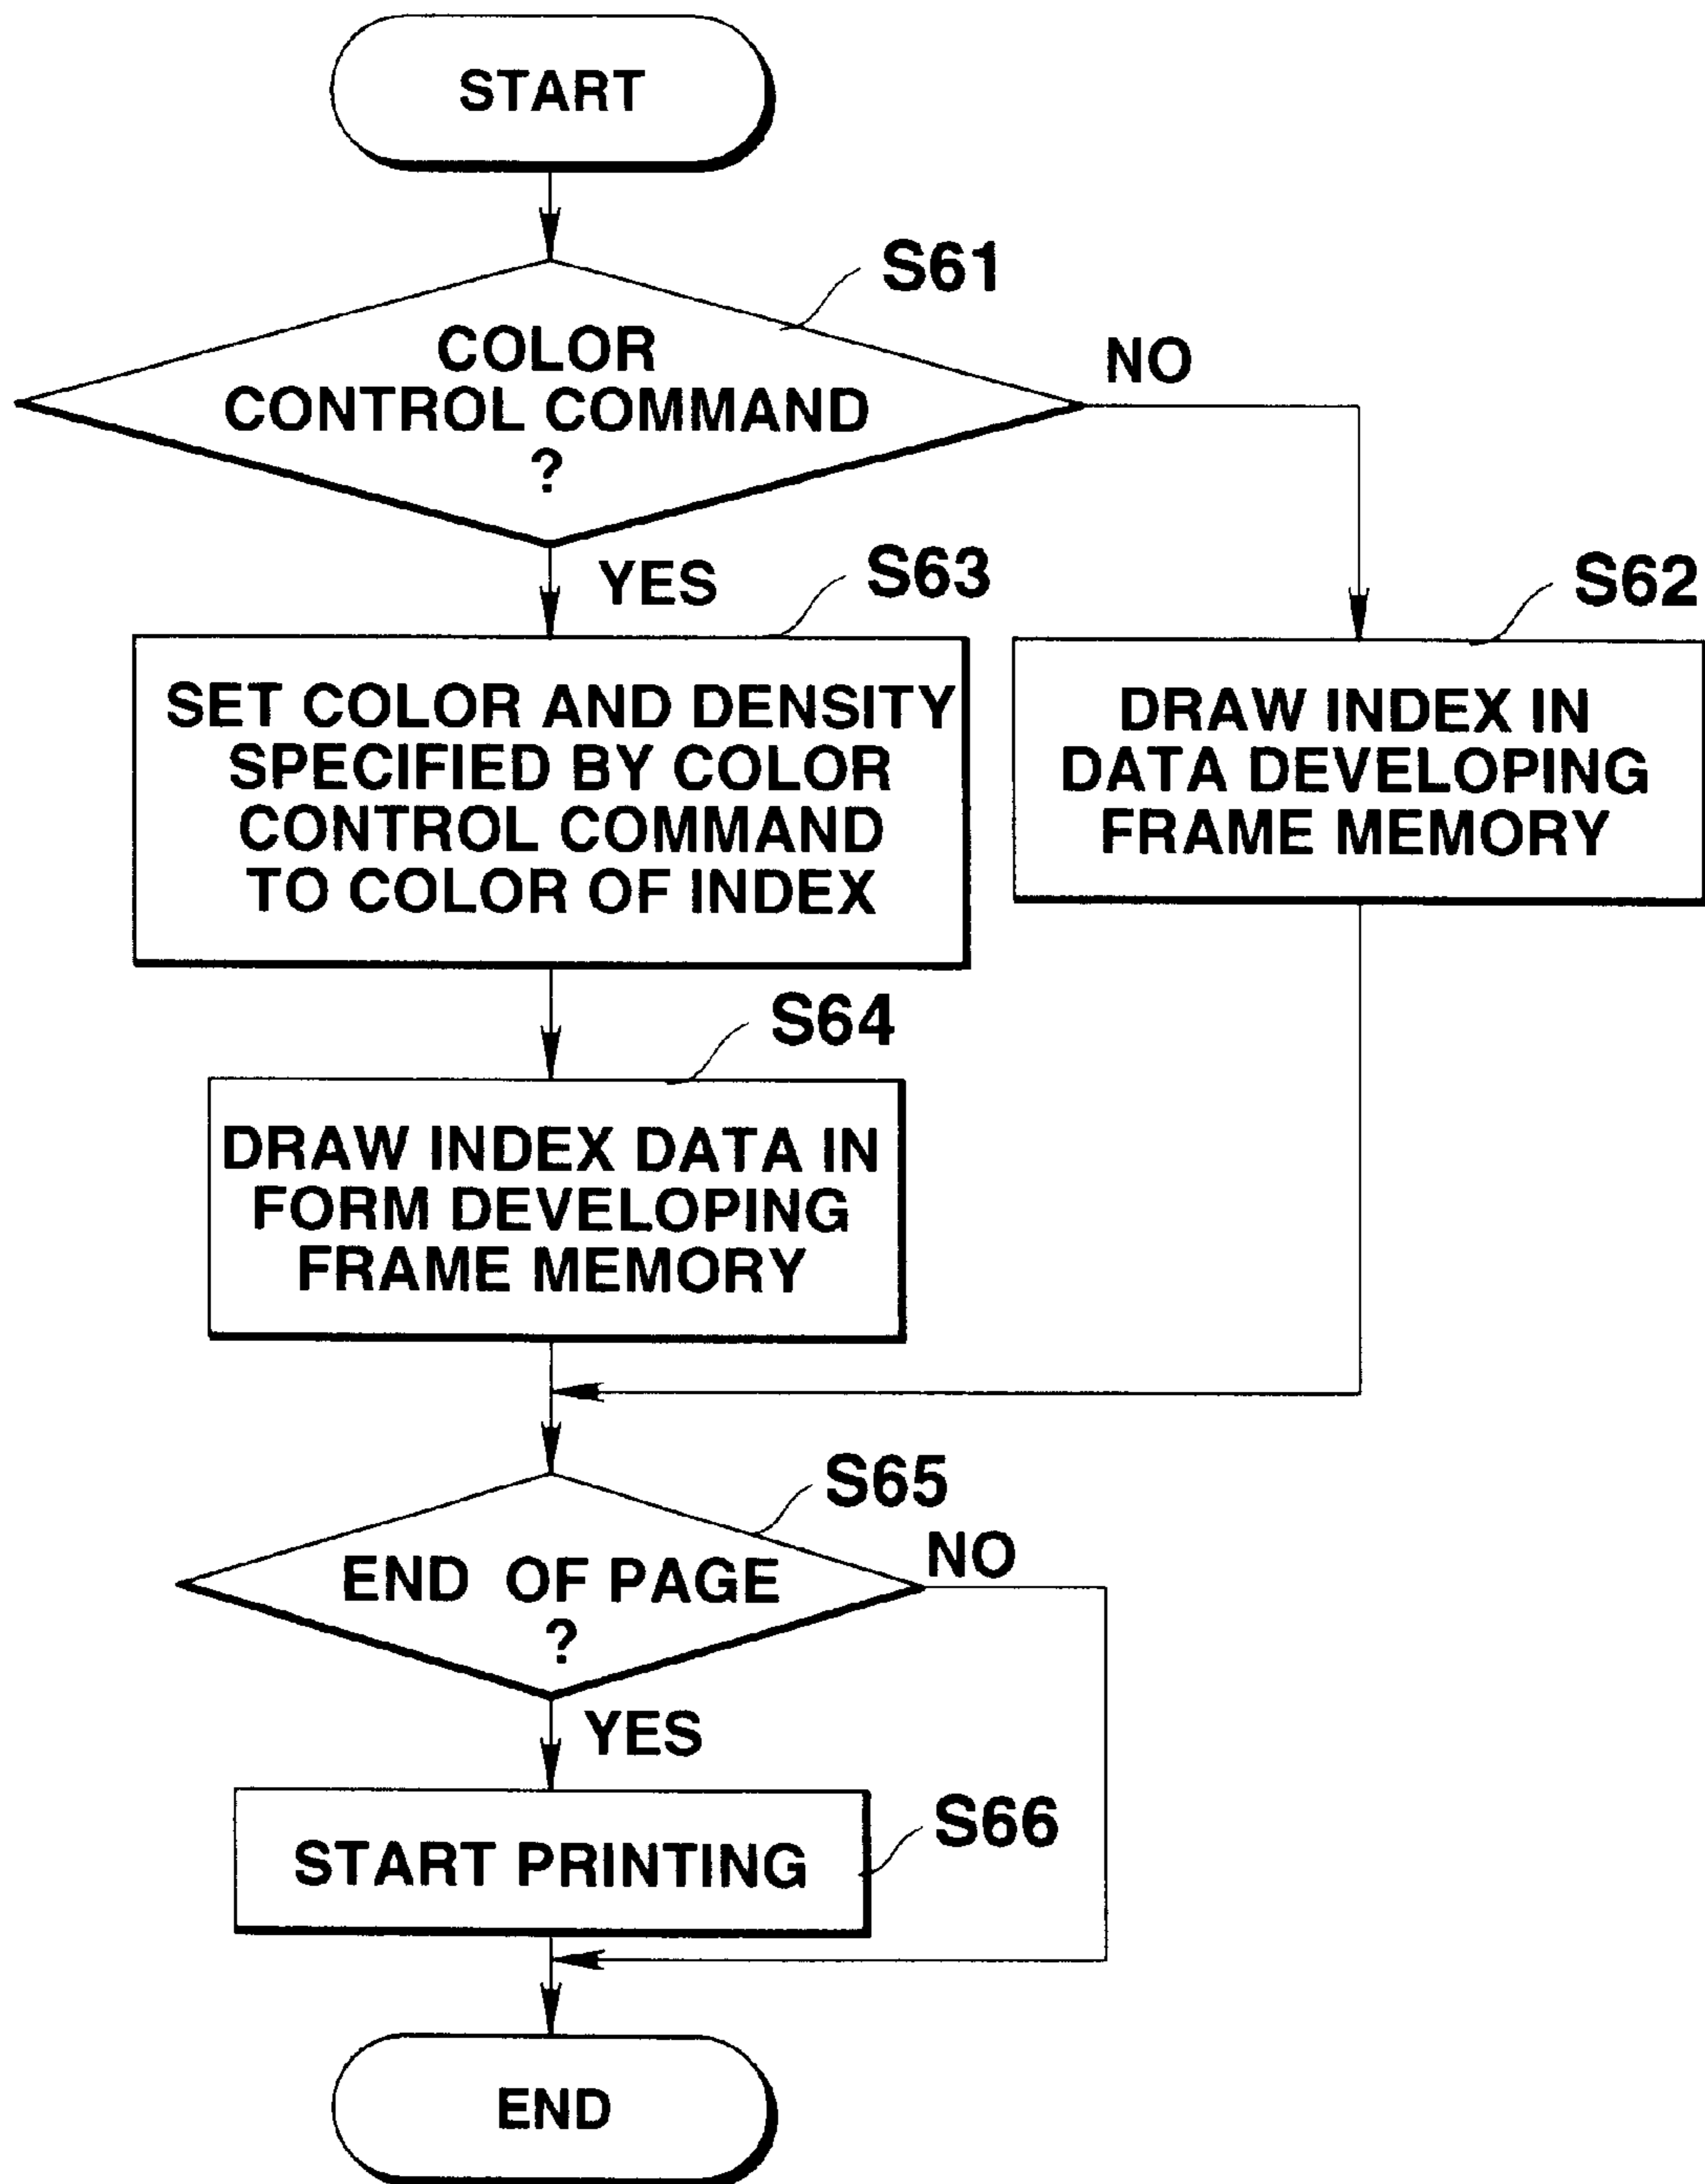 START
S61
COLOR
CONTROL COMMAND
?
NO
YES
S63
S62
SET COLOR AND DENSITY
SPECIFIED BY COLOR
CONTROL COMMAND
TO COLOR OF INDEX
DRAW INDEX IN
DATA DEVELOPING
FRAME MEMORY
S64
DRAW INDEX DATA IN
FORM DEVELOPING
FRAME MEMORY
S65
END OF PAGE
?
NO
YES
S66
START PRINTING
END